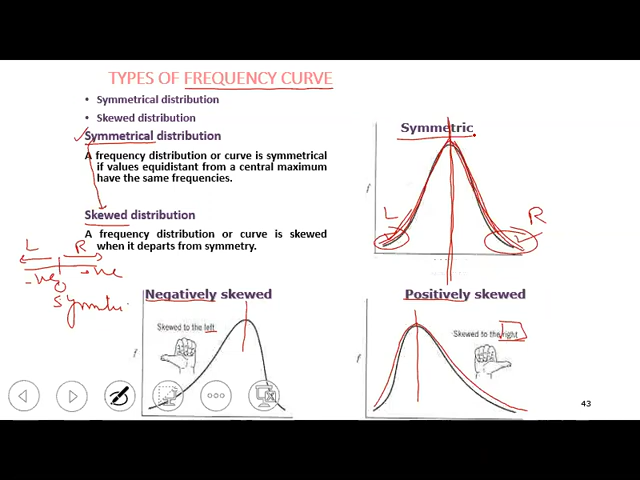 TYPES OF FREQUENCY CURVE
• Symmetrical distribution
• Skewed distribution
Symmetrical distribution
A frequency distribution or curve is symmetrical
if values equidistant from a central maximum
have the same frequencies.
Skewed distribution
A frequency distribution or curve is skewed
when it departs from symmetry.
L R
-ve +ve
0
Symmetric
f
L R
Negatively skewed
Skewed to the left
f
Positively skewed
Skewed to the right
f
43